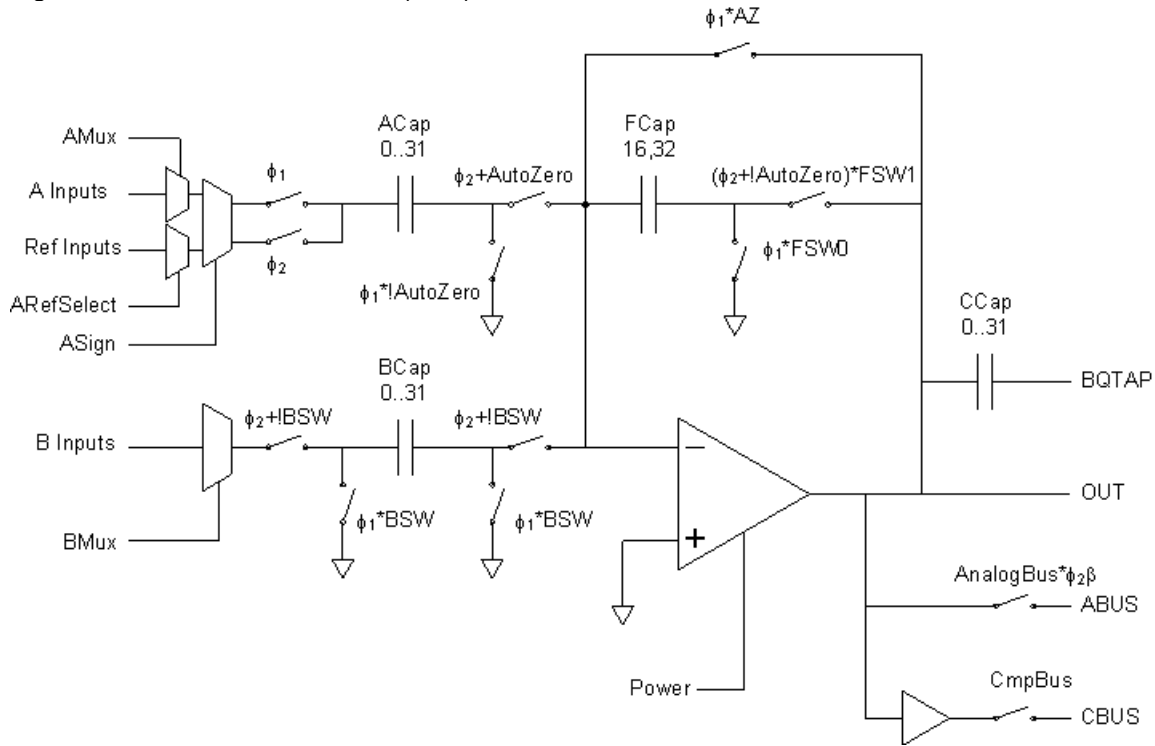 ϕ1*AZ
AMux
A Inputs
Ref Inputs
ARefSelect
ASign
ϕ1
ϕ2
ACap
0..31
ϕ2+AutoZero
ϕ1*!AutoZero
FCap
16,32
(ϕ2+!AutoZero)*FSW1
ϕ1*FSW0
CCap
0..31
BQTAP
B Inputs
BMux
ϕ2+!BSW
ϕ1*BSW
BCap
0..31
ϕ2+!BSW
ϕ1*BSW
−
+
Power
OUT
AnalogBus*ϕ2β
ABUS
CmpBus
CBUS